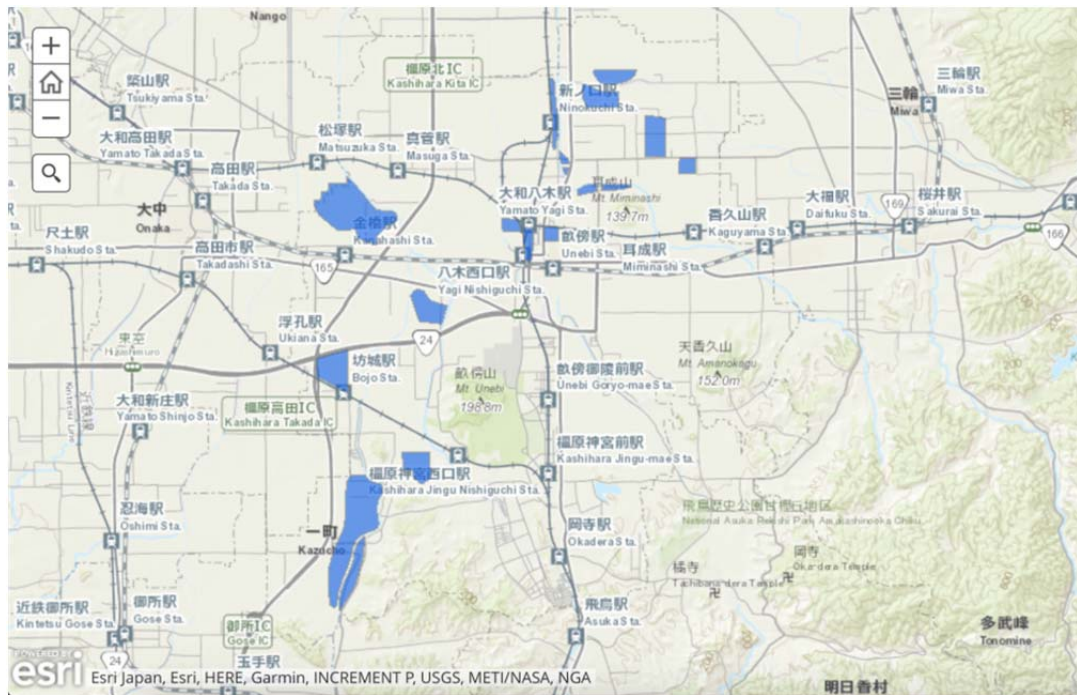 Nango
橿原北IC
Kashihara Kita IC
築山駅
Tsukiyama Sta.
新ノ口駅
Ninokuchi Sta.
三輪駅
Miwa Sta.
三輪
Miwa
大和高田駅
Yamato Takada Sta.
松塚駅
Matsuzuka Sta.
真菅駅
Masuga Sta.
高田駅
Takada Sta.
大和八木駅
Yamato Yagi Sta.
耳成山
Mt Miminashi
139.7m
大福駅
Daifuku Sta.
169
桜井駅
Sakurai Sta.
大中
Onaka
金橋駅
Kanahashi Sta.
尺土駅
Shakudo Sta.
高田市駅
Takadashi Sta.
畝傍駅
Unebi Sta.
耳成駅
Miminashi Sta.
香久山駅
Kaguyama Sta.
166
165
八木西口駅
Yagi Nishiguchi Sta.
浮孔駅
Ukiana Sta.
24
坊城駅
Bojo Sta.
畝傍山
Mt Unebi
198.8m
天香久山
Mt Amanokagu
152.0m
畝傍御陵前駅
Unebi Goryo-mae Sta.
Kintetsu Line
近鉄線
大和新庄駅
Yamato Shinjo Sta.
橿原高田IC
Kashihara Takada IC
橿原神宮前駅
Kashihara Jingu-mae Sta.
橿原神宮西口駅
Kashihara Jingu Nishiguchi Sta.
忍海駅
Oshimi Sta.
一町
Kazucho
岡寺駅
Okadera Sta.
岡寺
Oka-dera Temple
橘寺
Tachibana-dera Temple
近鉄御所駅
Kintetsu Gose Sta.
御所駅
Gose Sta.
御所IC
Gose IC
飛鳥駅
Asuka Sta.
多武峰
Tonomine
24
玉手駅
明日香村
POWERED BY
esri
Esri Japan, Esri, HERE, Garmin, INCREMENT P, USGS, METI/NASA, NGA